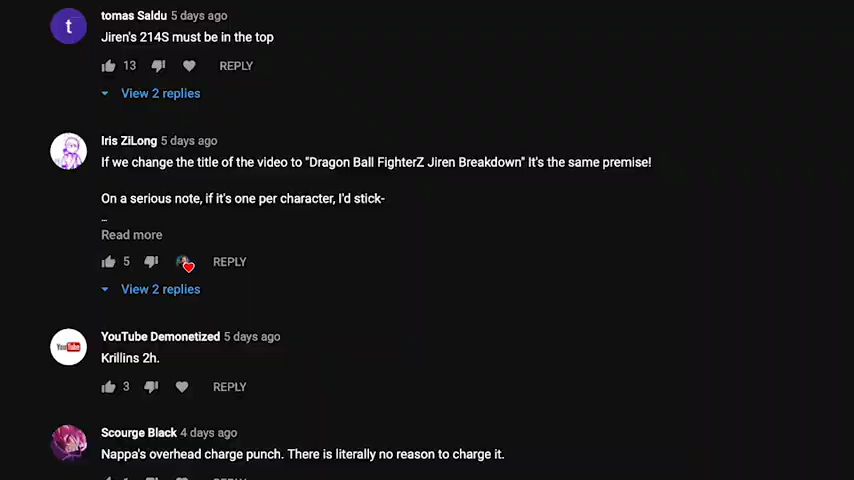 tomas Saldu 5 days ago
Jiren's 214S must be in the top
13 REPLY
View 2 replies
Iris ZiLong 5 days ago
If we change the title of the video to "Dragon Ball FighterZ Jiren Breakdown" It's the same premise!
On a serious note, if it's one per character, I'd stick-
...
Read more
5 REPLY
View 2 replies
YouTube Demonetized 5 days ago
Krillins 2h.
3 REPLY
Scourge Black 4 days ago
Nappa's overhead charge punch. There is literally no reason to charge it.